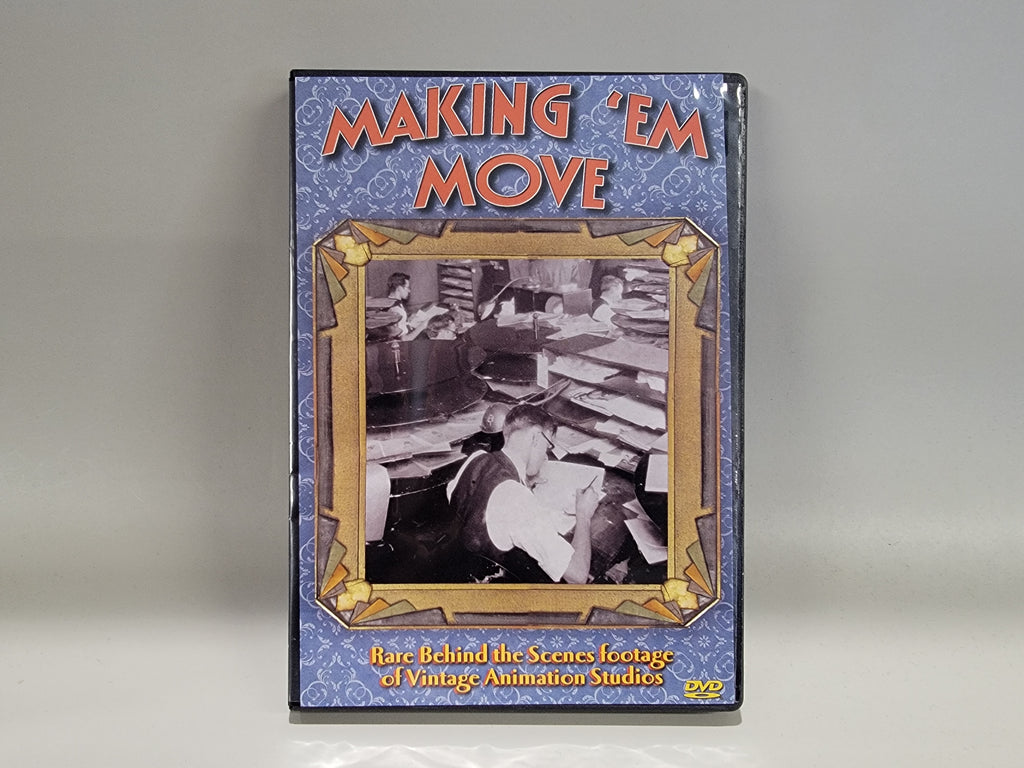 MAKING 'EM
MOVE
Rare Behind the Scenes footage
of Vintage Animation Studios
DVD